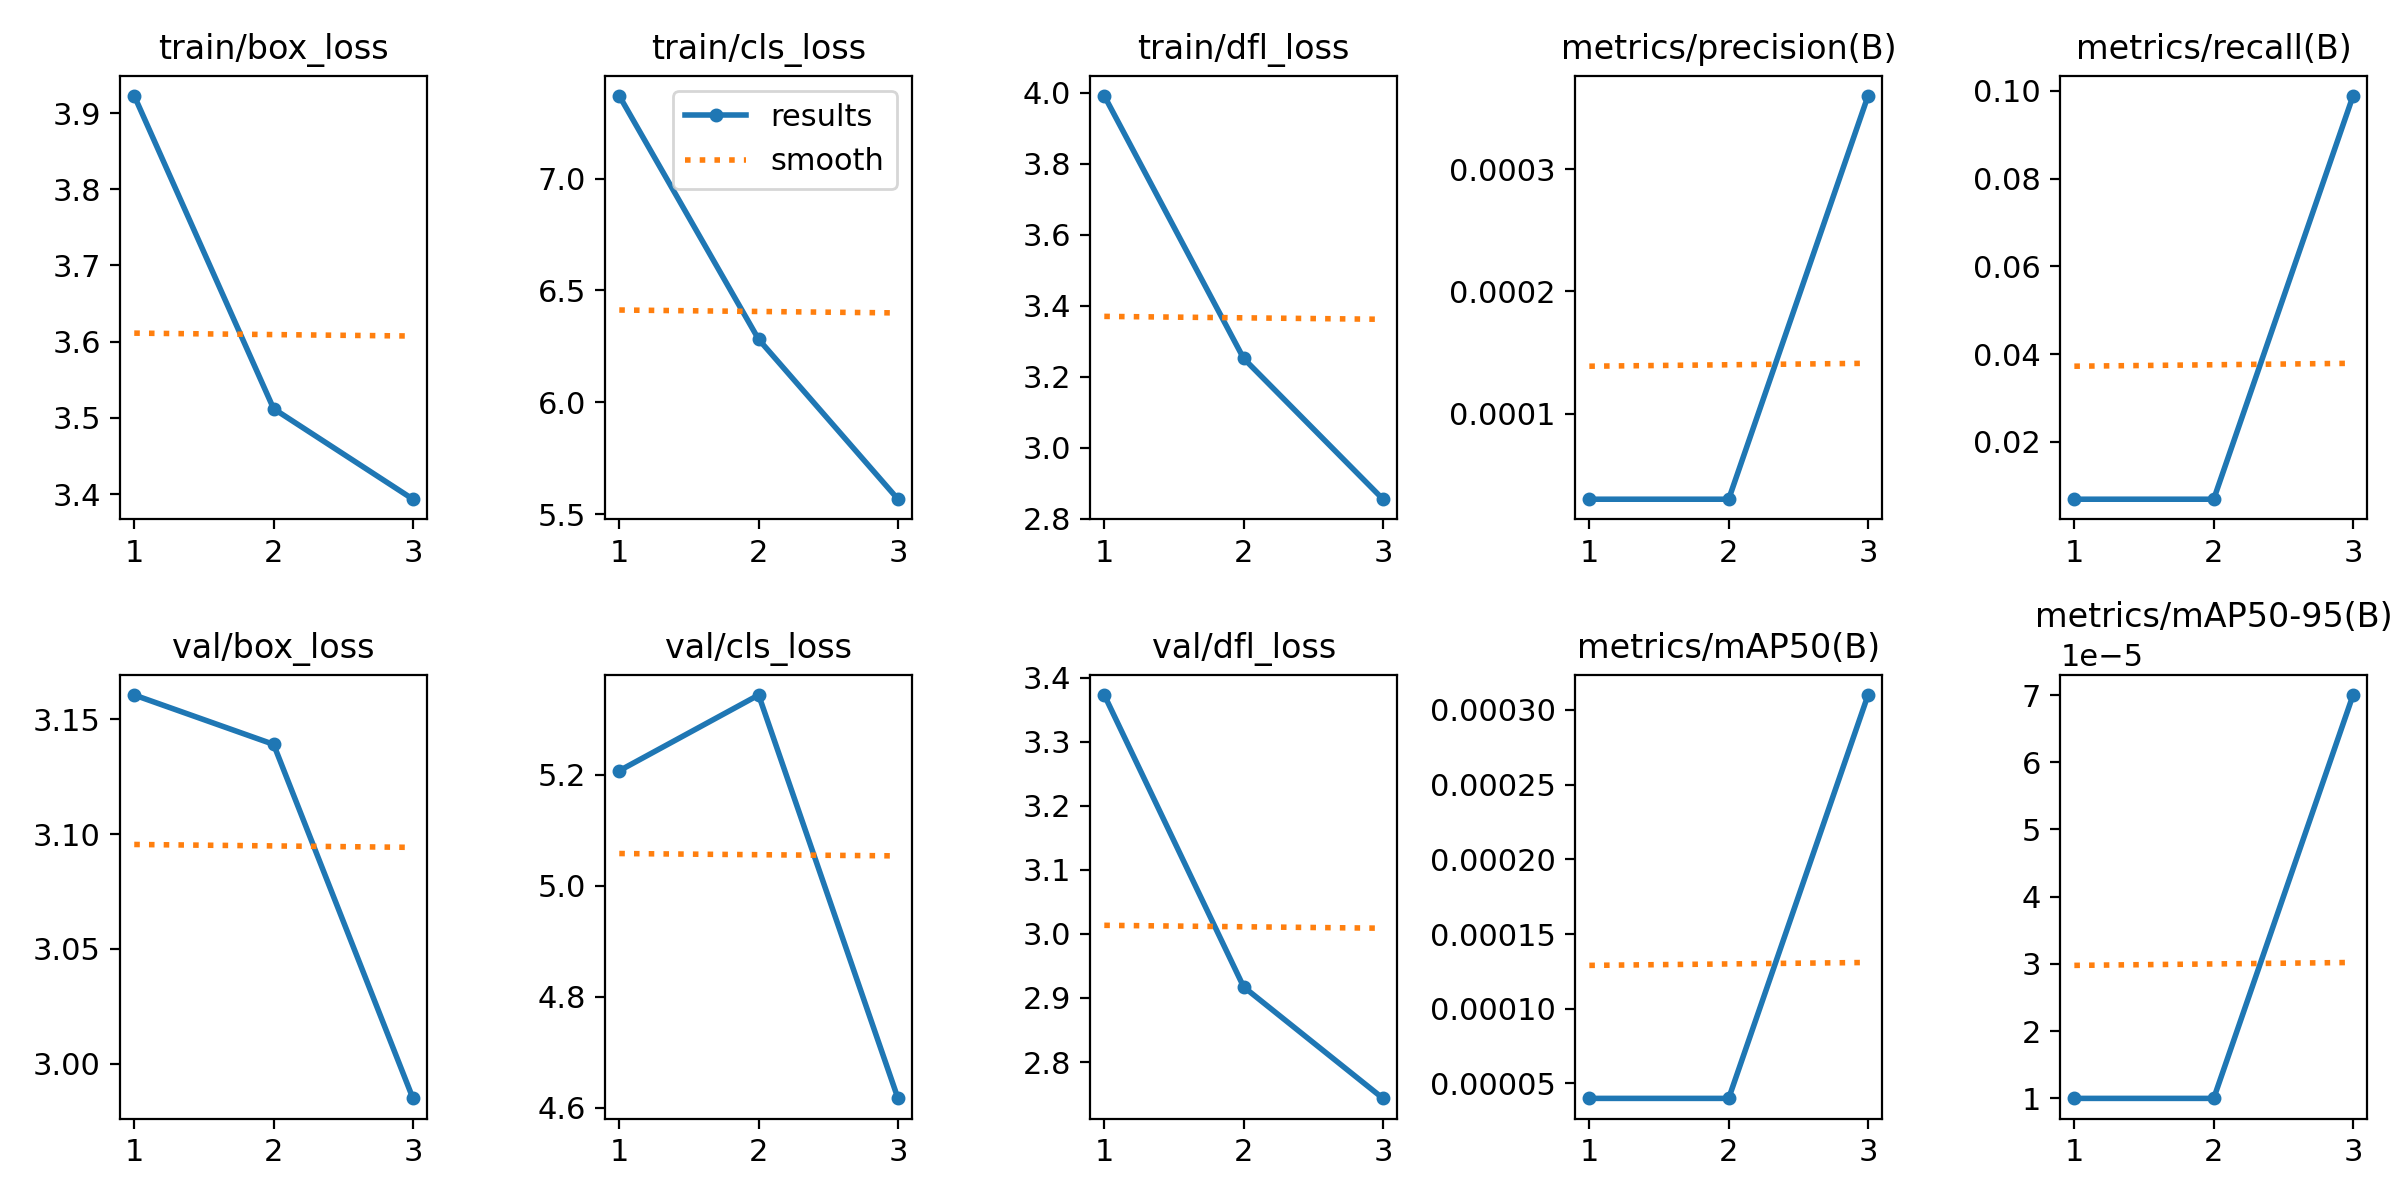 train/box_loss
3.9
3.8
3.7
3.6
3.5
3.4
1 2 3
train/cls_loss
results
smooth
7.0
6.5
6.0
5.5
1 2 3
train/dfl_loss
4.0
3.8
3.6
3.4
3.2
3.0
2.8
1 2 3
metrics/precision(B)
0.0003
0.0002
0.0001
1 2 3
metrics/recall(B)
0.10
0.08
0.06
0.04
0.02
1 2 3
val/box_loss
3.15
3.10
3.05
3.00
1 2 3
val/cls_loss
5.2
5.0
4.8
4.6
1 2 3
val/dfl_loss
3.4
3.3
3.2
3.1
3.0
2.9
2.8
1 2 3
metrics/mAP50(B)
0.00030
0.00025
0.00020
0.00015
0.00010
0.00005
1 2 3
metrics/mAP50-95(B)
1e−5
7
6
5
4
3
2
1
1 2 3